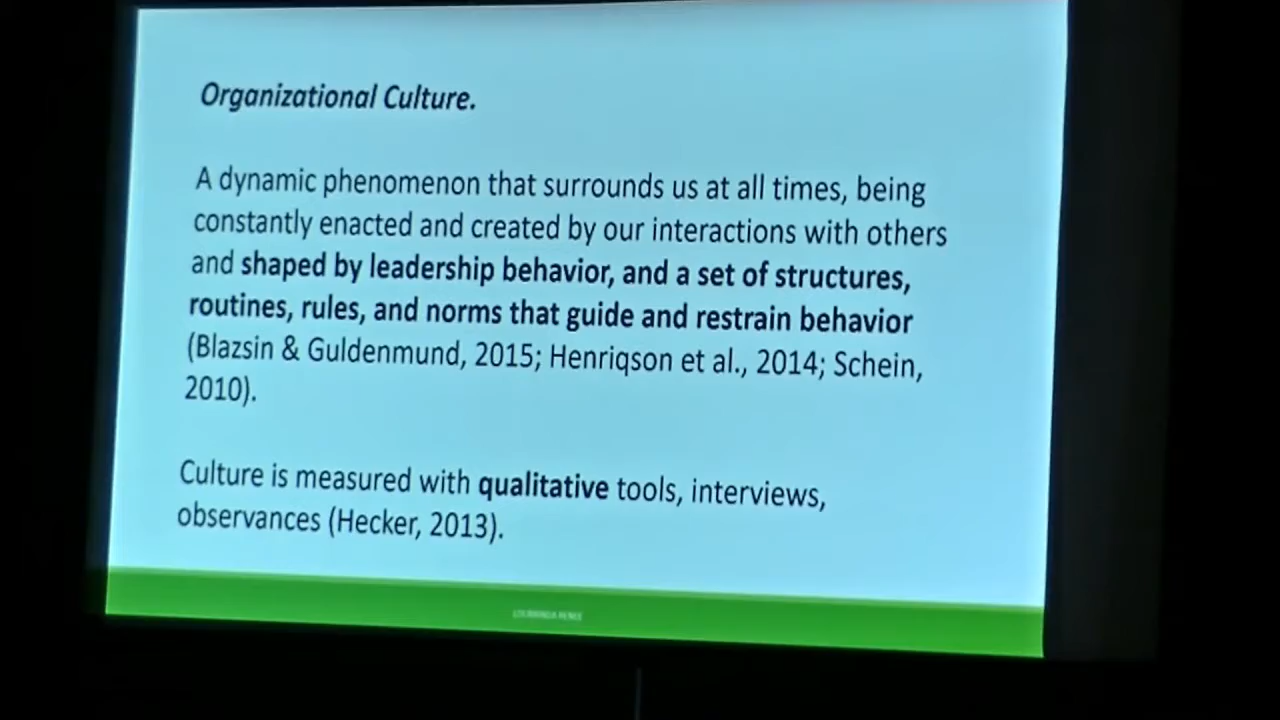 Organizational Culture.
A dynamic phenomenon that surrounds us at all times, being
constantly enacted and created by our interactions with others
and shaped by leadership behavior, and a set of structures,
routines, rules, and norms that guide and restrain behavior
(Blazsin & Guldenmund, 2015; Henriqson et al., 2014; Schein,
2010).
Culture is measured with qualitative tools, interviews,
observances (Hecker, 2013).